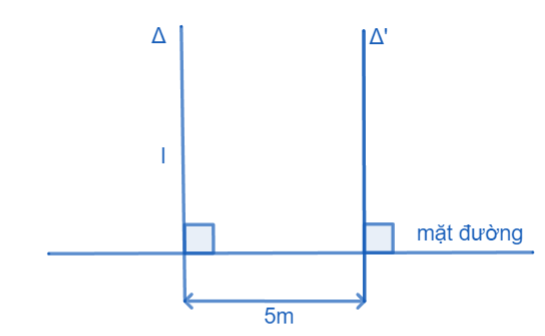 Δ
Δ'
I
mặt đường
5m